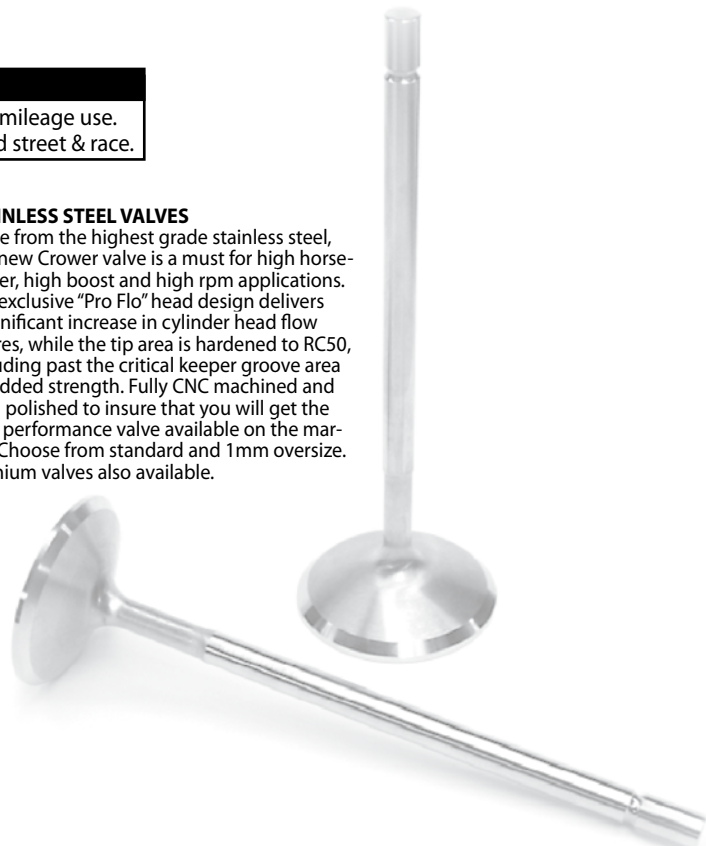 mileage use.
d street & race.
INLESS STEEL VALVES
e from the highest grade stainless steel,
new Crower valve is a must for high horse-
er, high boost and high rpm applications.
exclusive “Pro Flo” head design delivers
nificant increase in cylinder head flow
res, while the tip area is hardened to RC50,
uding past the critical keeper groove area
dded strength. Fully CNC machined and
polished to insure that you will get the
performance valve available on the mar-
Choose from standard and 1mm oversize.
nium valves also available.